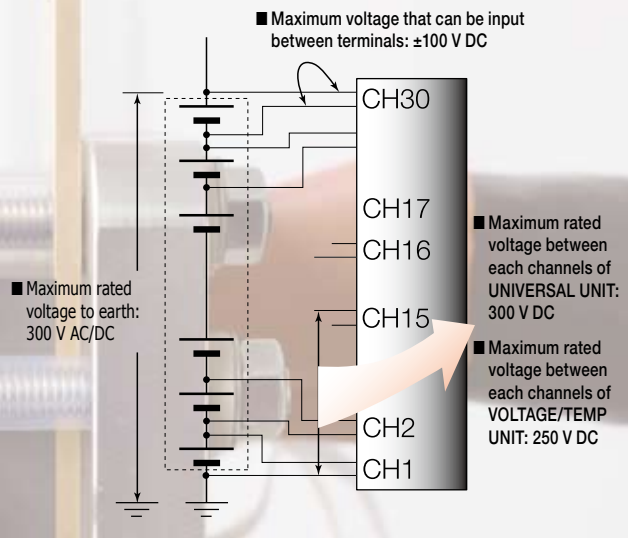 ■ Maximum voltage that can be input
between terminals: ±100 V DC
CH30
CH17
CH16
CH15
CH2
CH1
■ Maximum rated
voltage to earth:
300 V AC/DC
■ Maximum rated
voltage between
each channels of
UNIVERSAL UNIT:
300 V DC
■ Maximum rated
voltage between
each channels of
VOLTAGE/TEMP
UNIT: 250 V DC